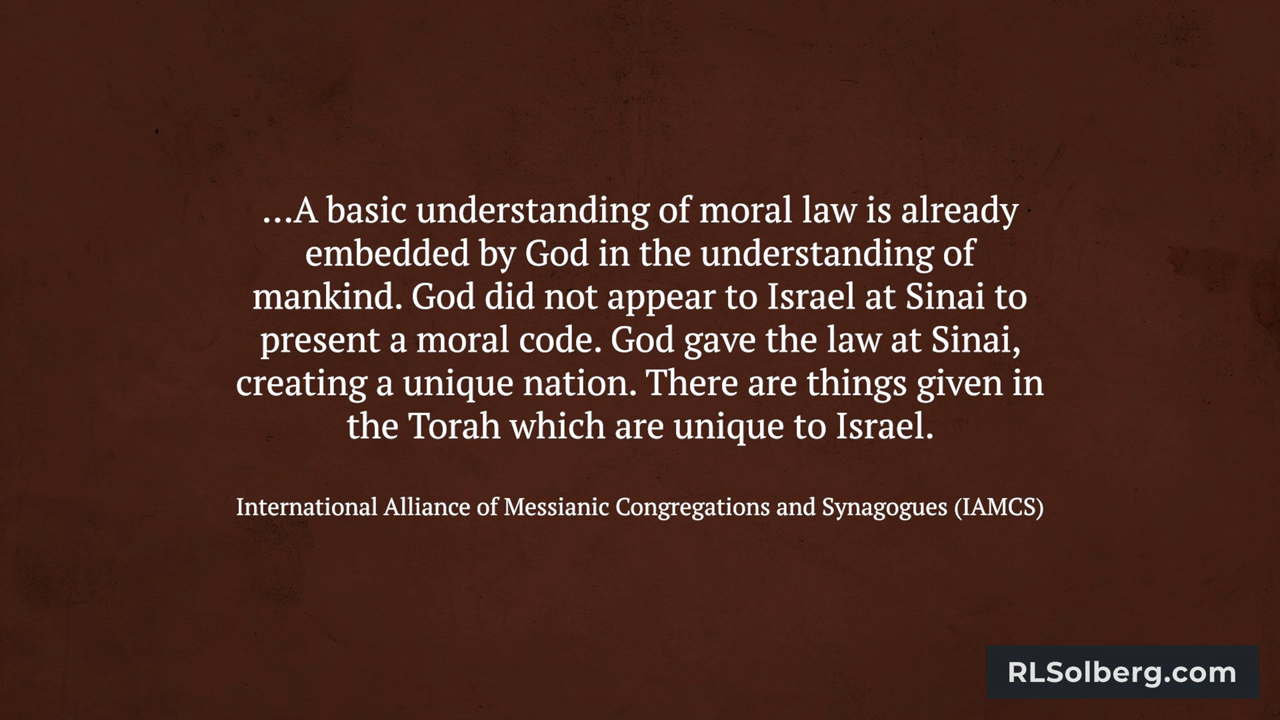 ...A basic understanding of moral law is already
embedded by God in the understanding of
mankind. God did not appear to Israel at Sinai to
present a moral code. God gave the law at Sinai,
creating a unique nation. There are things given in
the Torah which are unique to Israel.
International Alliance of Messianic Congregations and Synagogues (IAMCS)
RLSolberg.com